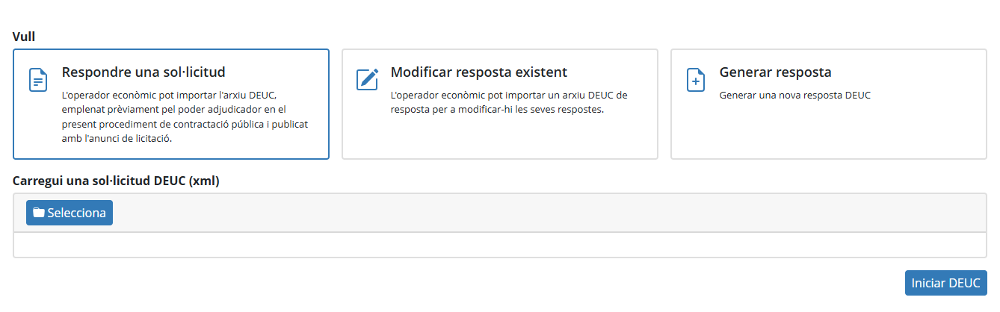 Vull
Respondre una sol·licitud
L'operador econòmic pot importar l'arxiu DEUC,
emplenat prèviament pel poder adjudicador en el
present procediment de contractació pública i publicat
amb l'anunci de licitació.
Modificar resposta existent
L'operador econòmic pot importar un arxiu DEUC de
resposta per a modificar-hi les seves respostes.
Generar resposta
Generar una nova resposta DEUC
Carregui una sol·licitud DEUC (xml)
Selecciona
Iniciar DEUC